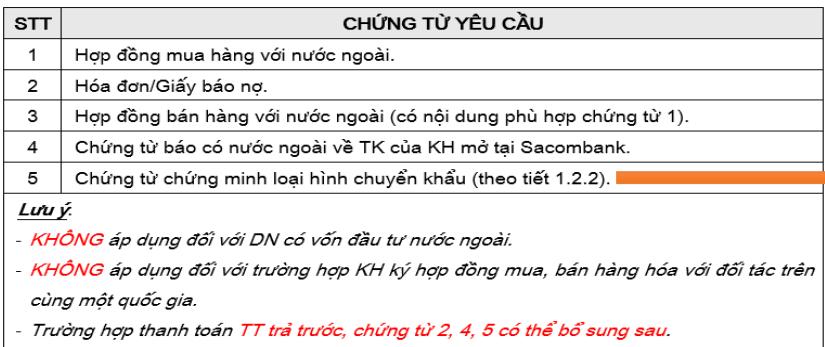 STT CHỨNG TỪ YÊU CẦU
1 Hợp đồng mua hàng với nước ngoài.
2 Hóa đơn/Giấy báo nợ.
3 Hợp đồng bán hàng với nước ngoài (có nội dung phù hợp chứng từ 1).
4 Chứng từ báo có nước ngoài về TK của KH mở tại Sacombank.
5 Chứng từ chứng minh loại hình chuyển khẩu (theo tiết 1.2.2).
Lưu ý:
- KHÔNG áp dụng đối với DN có vốn đầu tư nước ngoài.
- KHÔNG áp dụng đối với trường hợp KH ký hợp đồng mua, bán hàng hóa với đối tác trên
cùng một quốc gia.
- Trường hợp thanh toán TT trả trước, chứng từ 2, 4, 5 có thể bổ sung sau.